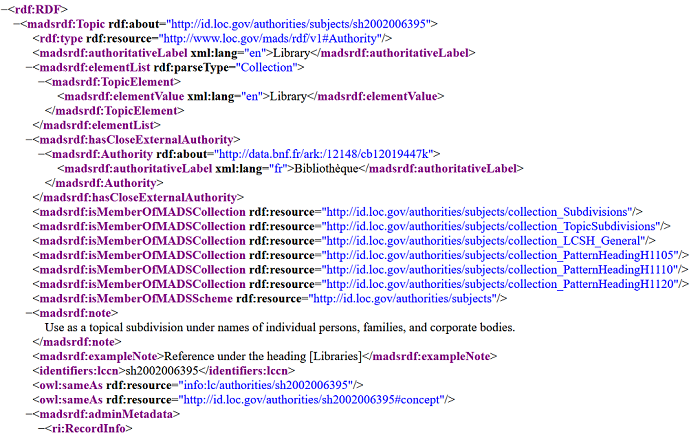 −<rdf:RDF>
−<madsrdf:Topic rdf:about="http://id.loc.gov/authorities/subjects/sh2002006395">
<rdf:type rdf:resource="http://www.loc.gov/mads/rdf/v1#Authority"/>
<madsrdf:authoritativeLabel xml:lang="en">Library</madsrdf:authoritativeLabel>
−<madsrdf:elementList rdf:parseType="Collection">
−<madsrdf:TopicElement>
<madsrdf:elementValue xml:lang="en">Library</madsrdf:elementValue>
</madsrdf:TopicElement>
</madsrdf:elementList>
−<madsrdf:hasCloseExternalAuthority>
−<madsrdf:Authority rdf:about="http://data.bnf.fr/ark:/12148/cb12019447k">
<madsrdf:authoritativeLabel xml:lang="fr">Bibliothèque</madsrdf:authoritativeLabel>
</madsrdf:Authority>
</madsrdf:hasCloseExternalAuthority>
<madsrdf:isMemberOfMADSCollection rdf:resource="http://id.loc.gov/authorities/subjects/collection_Subdivisions"/>
<madsrdf:isMemberOfMADSCollection rdf:resource="http://id.loc.gov/authorities/subjects/collection_TopicSubdivisions"/>
<madsrdf:isMemberOfMADSCollection rdf:resource="http://id.loc.gov/authorities/subjects/collection_LCSH_General"/>
<madsrdf:isMemberOfMADSCollection rdf:resource="http://id.loc.gov/authorities/subjects/collection_PatternHeadingH1105"/>
<madsrdf:isMemberOfMADSCollection rdf:resource="http://id.loc.gov/authorities/subjects/collection_PatternHeadingH1110"/>
<madsrdf:isMemberOfMADSCollection rdf:resource="http://id.loc.gov/authorities/subjects/collection_PatternHeadingH1120"/>
<madsrdf:isMemberOfMADSScheme rdf:resource="http://id.loc.gov/authorities/subjects"/>
−<madsrdf:note>
Use as a topical subdivision under names of individual persons, families, and corporate bodies.
</madsrdf:note>
<madsrdf:exampleNote>Reference under the heading [Libraries]</madsrdf:exampleNote>
<identifiers:lccn>sh2002006395</identifiers:lccn>
<owl:sameAs rdf:resource="info:lc/authorities/sh2002006395"/>
<owl:sameAs rdf:resource="http://id.loc.gov/authorities/sh2002006395#concept"/>
−<madsrdf:adminMetadata>
−<ri:RecordInfo>